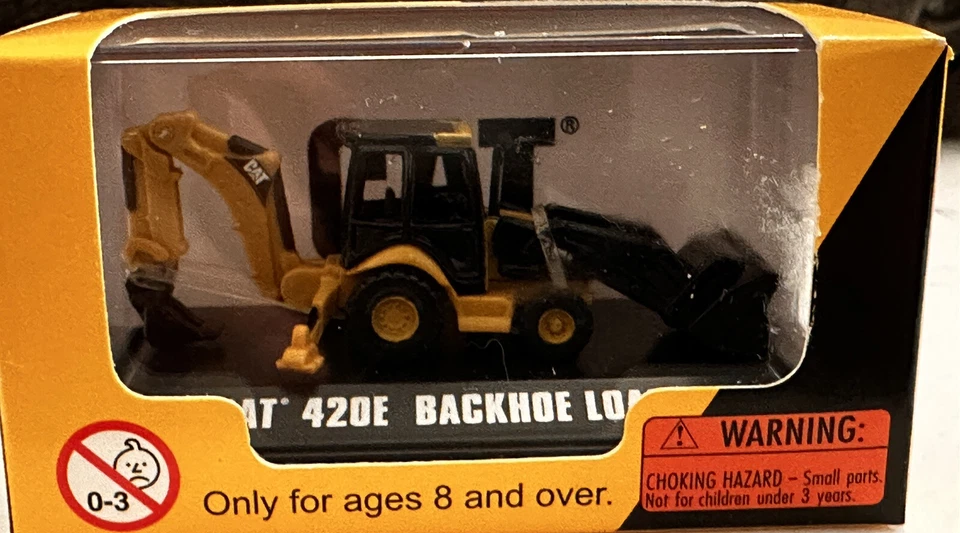 ®
CAT
AT® 420E BACKHOE LOA
WARNING:
CHOKING HAZARD – Small parts.
Not for children under 3 years.
0-3
Only for ages 8 and over.